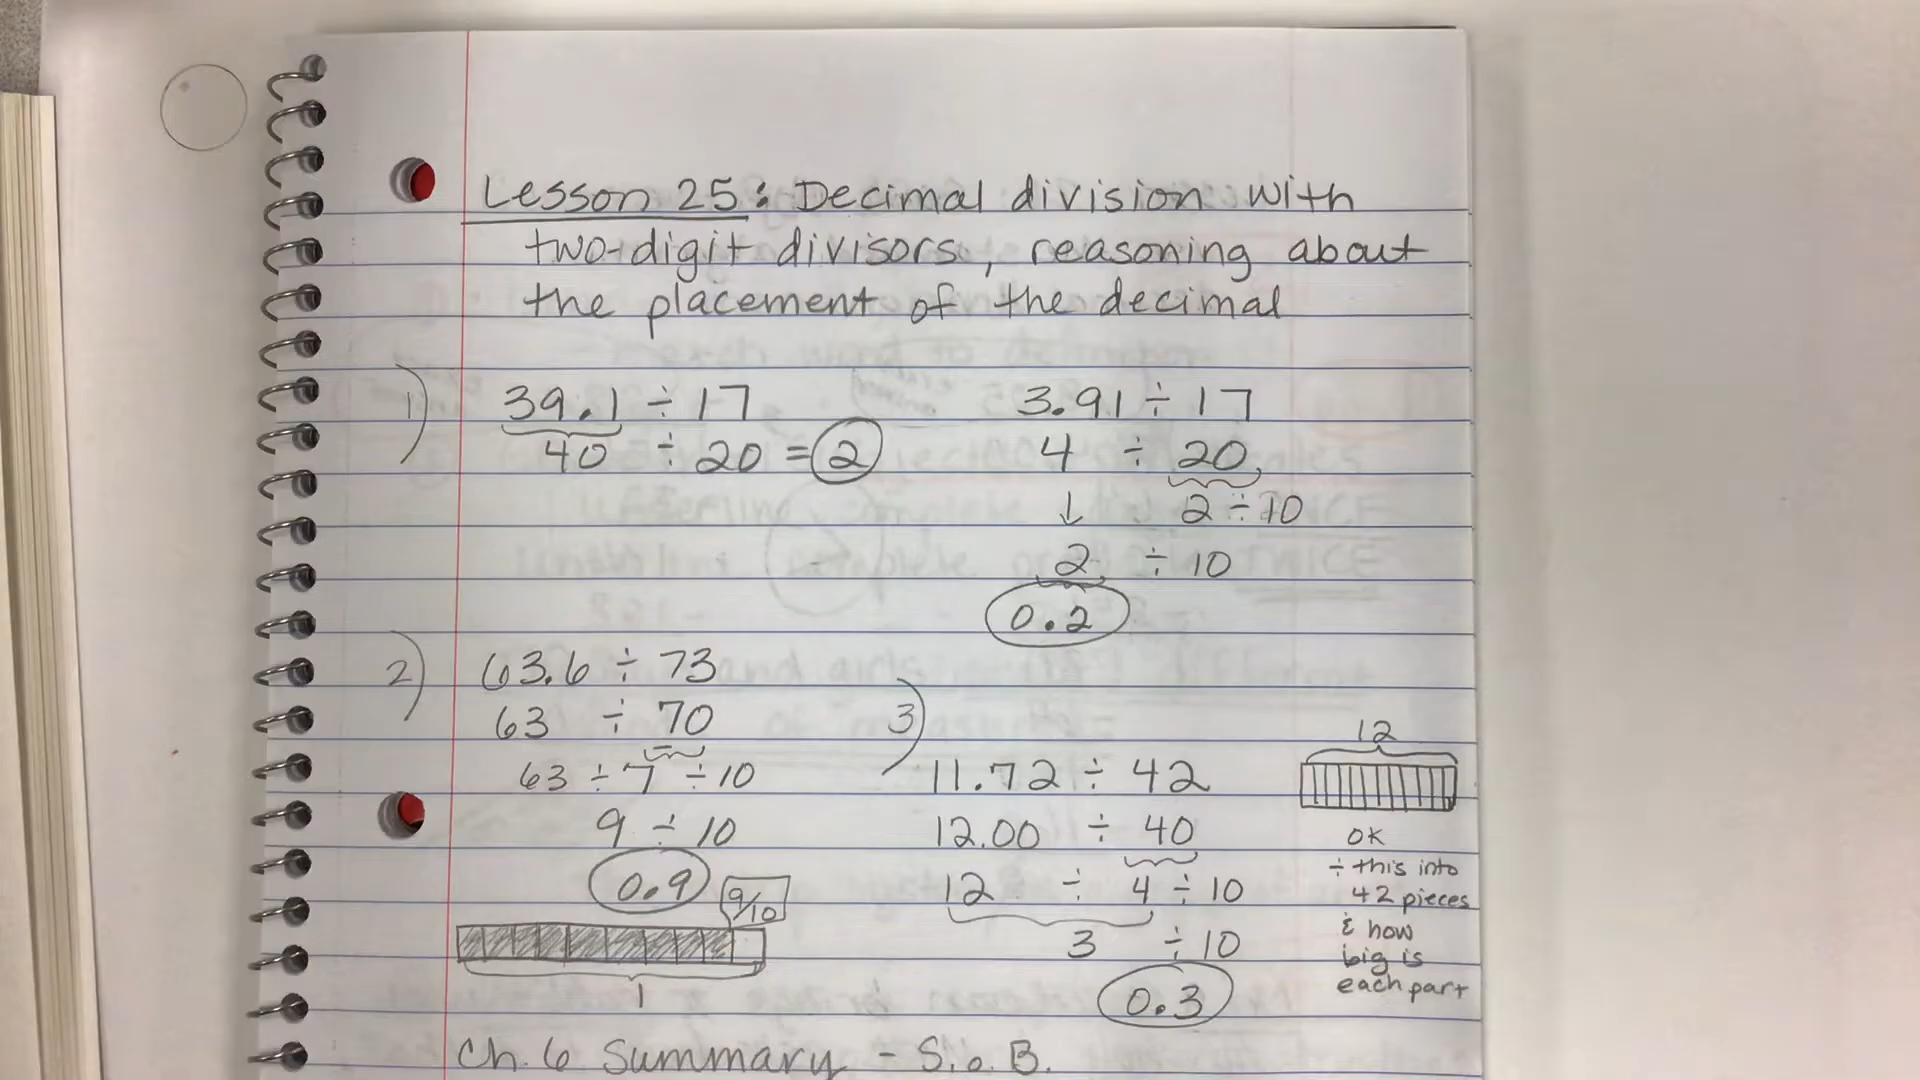 Lesson 25: Decimal division with
two-digit divisors, reasoning about
the placement of the decimal
1)
39.1 ÷ 17
40 ÷ 20 = 2
3.91 ÷ 17
4 ÷ 20
↓ 2 ÷ 10
2 ÷ 10
0.2
2)
63.6 ÷ 73
63 ÷ 70
63 ÷ 7 ÷ 10
9 ÷ 10
0.9
9/10
1
3)
11.72 ÷ 42
12.00 ÷ 40
12 ÷ 4 ÷ 10
3 ÷ 10
0.3
12
OK
÷ this into
42 pieces
& how
big is
each part
Ch. 6 Summary - S.o.B.